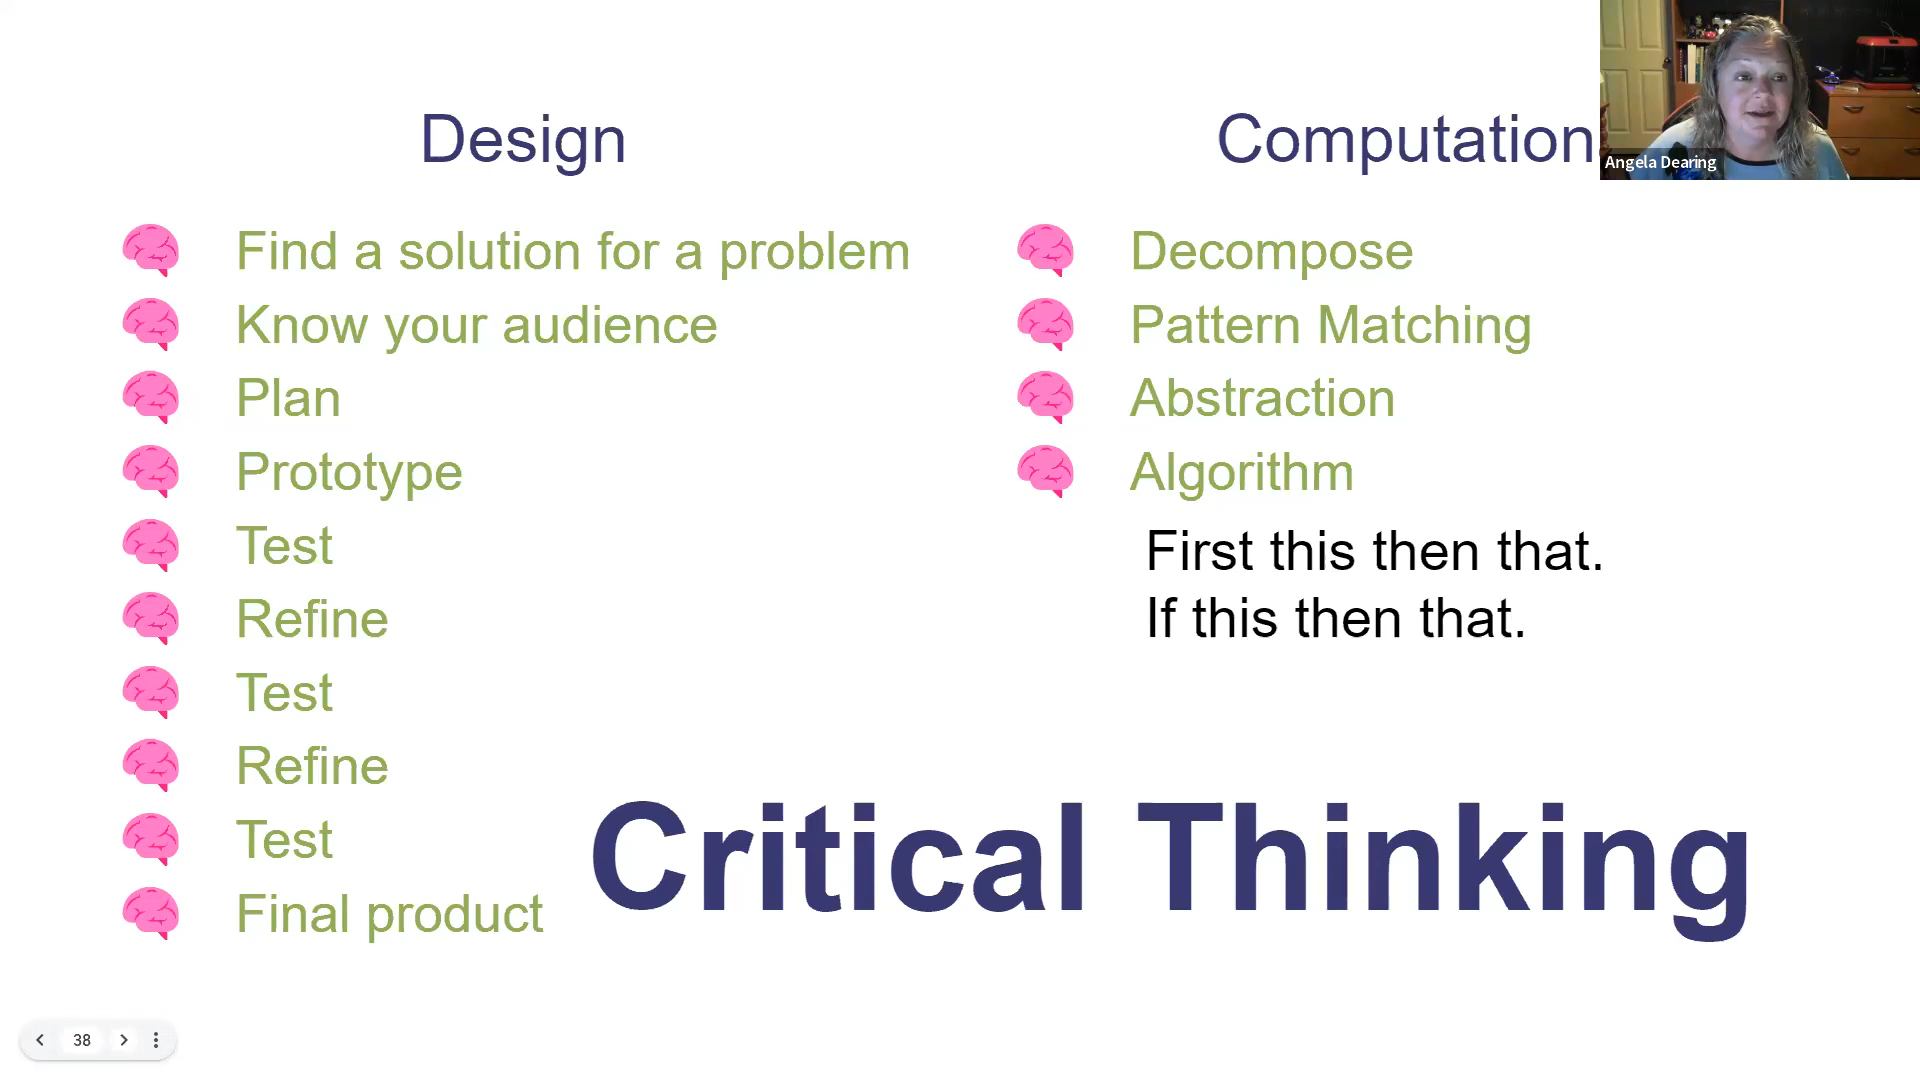 Design
Find a solution for a problem
Know your audience
Plan
Prototype
Test
Refine
Test
Refine
Test
Final product
Computation
Decompose
Pattern Matching
Abstraction
Algorithm
First this then that.
If this then that.
Critical Thinking
Angela Dearing
38